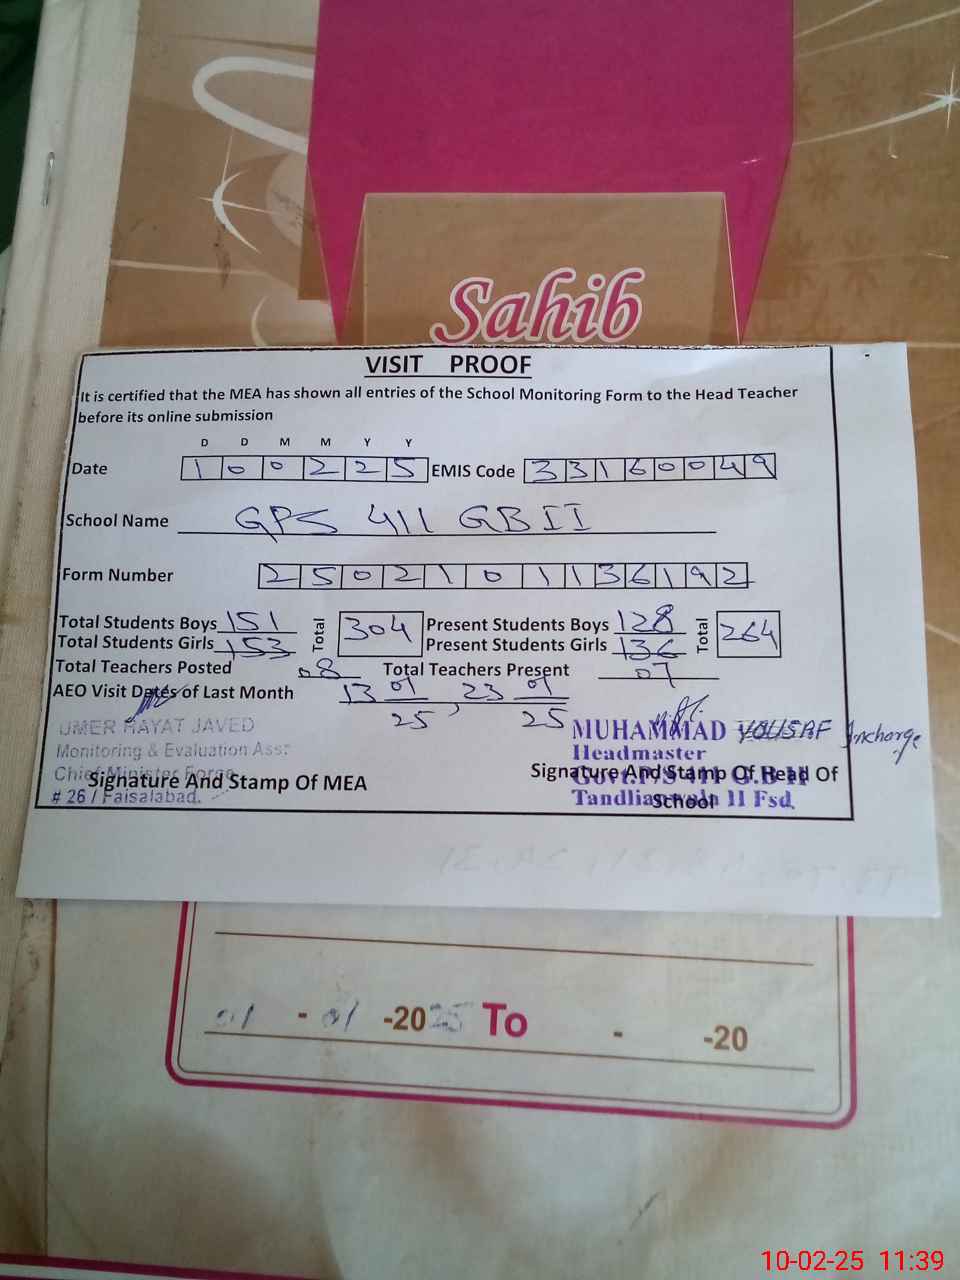 Sahib
VISIT PROOF
It is certified that the MEA has shown all entries of the School Monitoring Form to the Head Teacher
before its online submission
D D M M Y Y
Date 1 0 0 2 2 5 EMIS Code 3 3 1 6 0 0 4 9
School Name GPS 411 GB II
Form Number 2 5 0 2 1 0 1 1 3 6 1 9 2
Total Students Boys 151 Total 304 Present Students Boys 128 Total 264
Total Students Girls 153 Present Students Girls 136
Total Teachers Posted 08 Total Teachers Present 07
AEO Visit Dates of Last Month 13 01/25, 23 01/25
UMER HAYAT JAVED
Monitoring & Evaluation Asst:
Chief Minister Force
# 26 / Faisalabad.
Signature And Stamp Of MEA
MUHAMMAD YOUSAF Incharge
Headmaster
Govt.P/S 411 G.B II
Tandlianwala II Fsd.
Signature And Stamp Of Head Of
School
01 - 01 -2025 To - -20
10-02-25 11:39